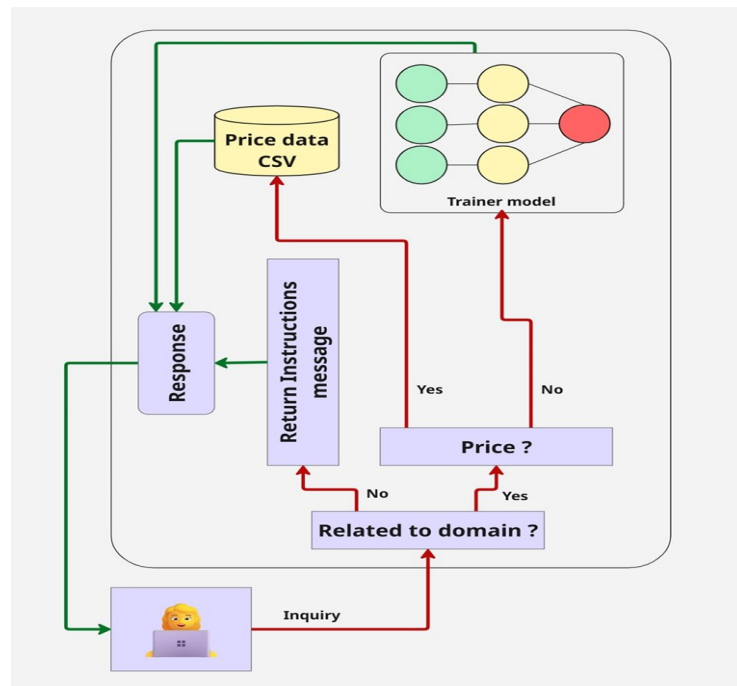 Price data
CSV
Trainer model
Return Instructions
message
Response
Yes
No
Price ?
No
Yes
Related to domain ?
Inquiry